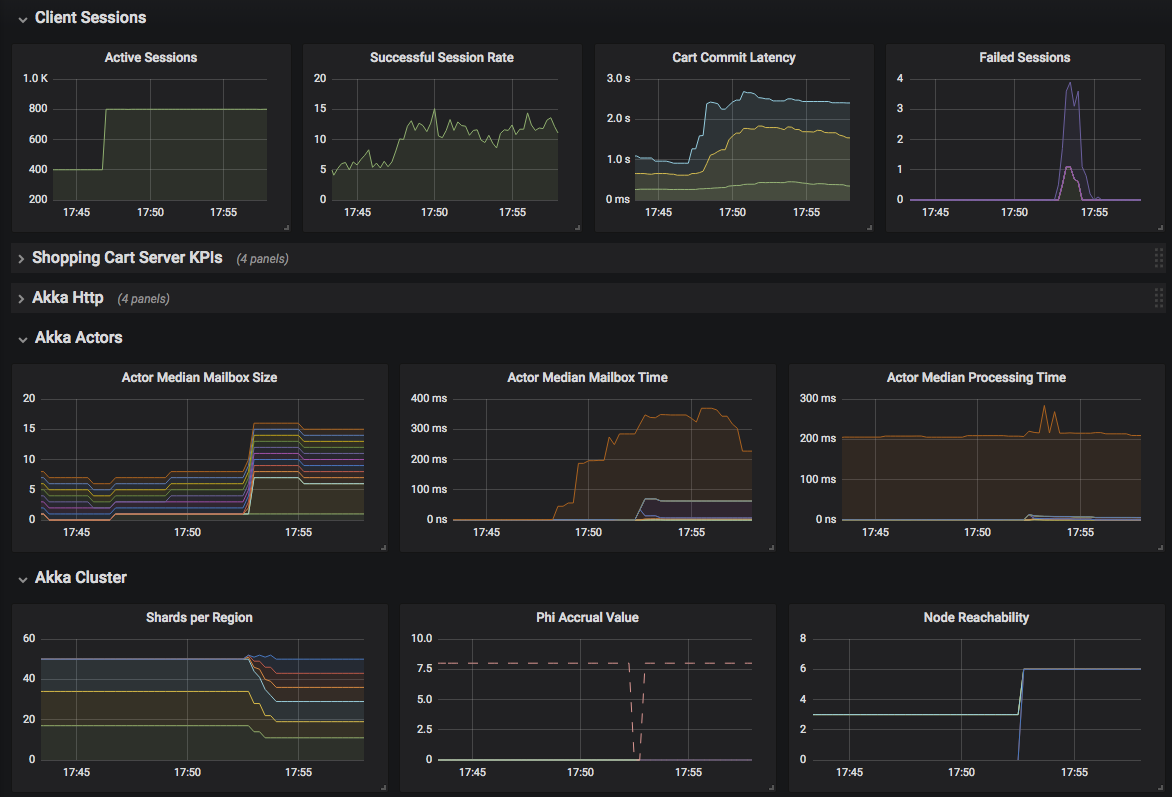 Client Sessions
Active Sessions
1.0 K
800
600
400
200
17:45 17:50 17:55
Successful Session Rate
20
15
10
5
0
17:45 17:50 17:55
Cart Commit Latency
3.0 s
2.0 s
1.0 s
0 ms
17:45 17:50 17:55
Failed Sessions
4
3
2
1
0
17:45 17:50 17:55
Shopping Cart Server KPIs (4 panels)
Akka Http (4 panels)
Akka Actors
Actor Median Mailbox Size
20
15
10
5
0
17:45 17:50 17:55
Actor Median Mailbox Time
400 ms
300 ms
200 ms
100 ms
0 ns
17:45 17:50 17:55
Actor Median Processing Time
300 ms
200 ms
100 ms
0 ns
17:45 17:50 17:55
Akka Cluster
Shards per Region
60
40
20
0
17:45 17:50 17:55
Phi Accrual Value
10.0
7.5
5.0
2.5
0
17:45 17:50 17:55
Node Reachability
8
6
4
2
0
17:45 17:50 17:55